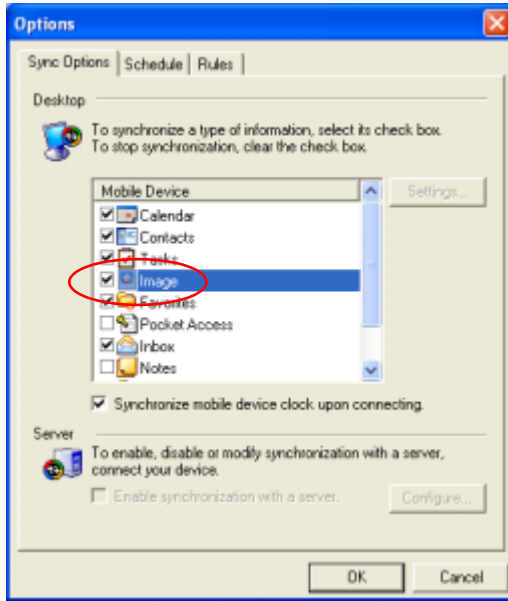 Options
Sync Options Schedule Rules
Desktop
To synchronize a type of information, select its check box.
To stop synchronization, clear the check box.
Mobile Device
Settings...
Calendar
Contacts
Tasks
Image
Favorites
Pocket Access
Inbox
Notes
Synchronize mobile device clock upon connecting.
Server
To enable, disable or modify synchronization with a server,
connect your device.
Enable synchronization with a server.
Configure...
OK Cancel